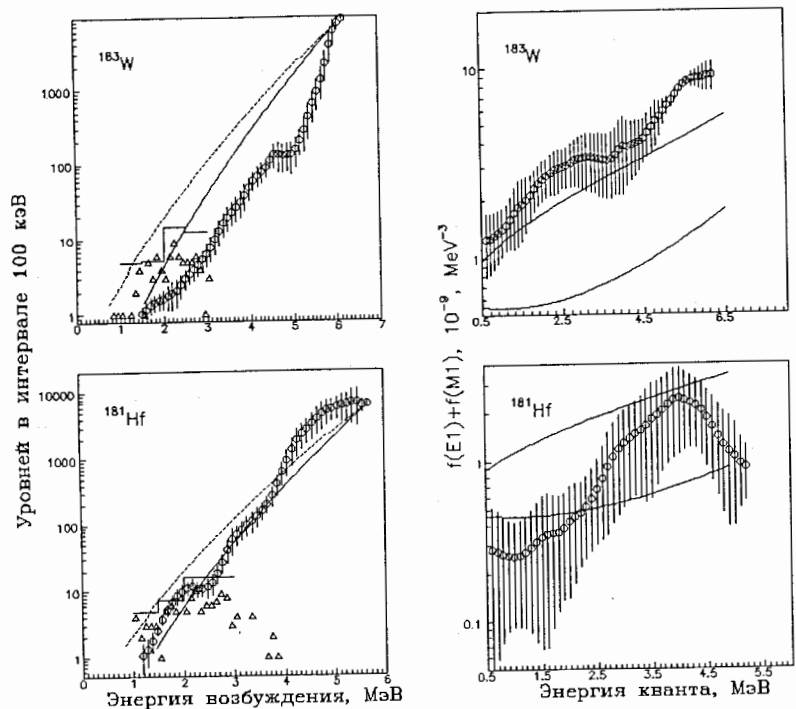 183W
1000
100
10
1
0 1 2 3 4 5 6 7
183W
10
1
0.5 2.5 4.5 6.5
181Hf
10000
1000
100
10
1
0 1 2 3 4 5 6
181Hf
1
0.1
0.5 1.5 2.5 3.5 4.5 5.5
Уровней в интервале 100 кэВ
f(E1)+f(M1), 10-9, MeV-3
Энергия возбуждения, МэВ
Энергия кванта, МэВ